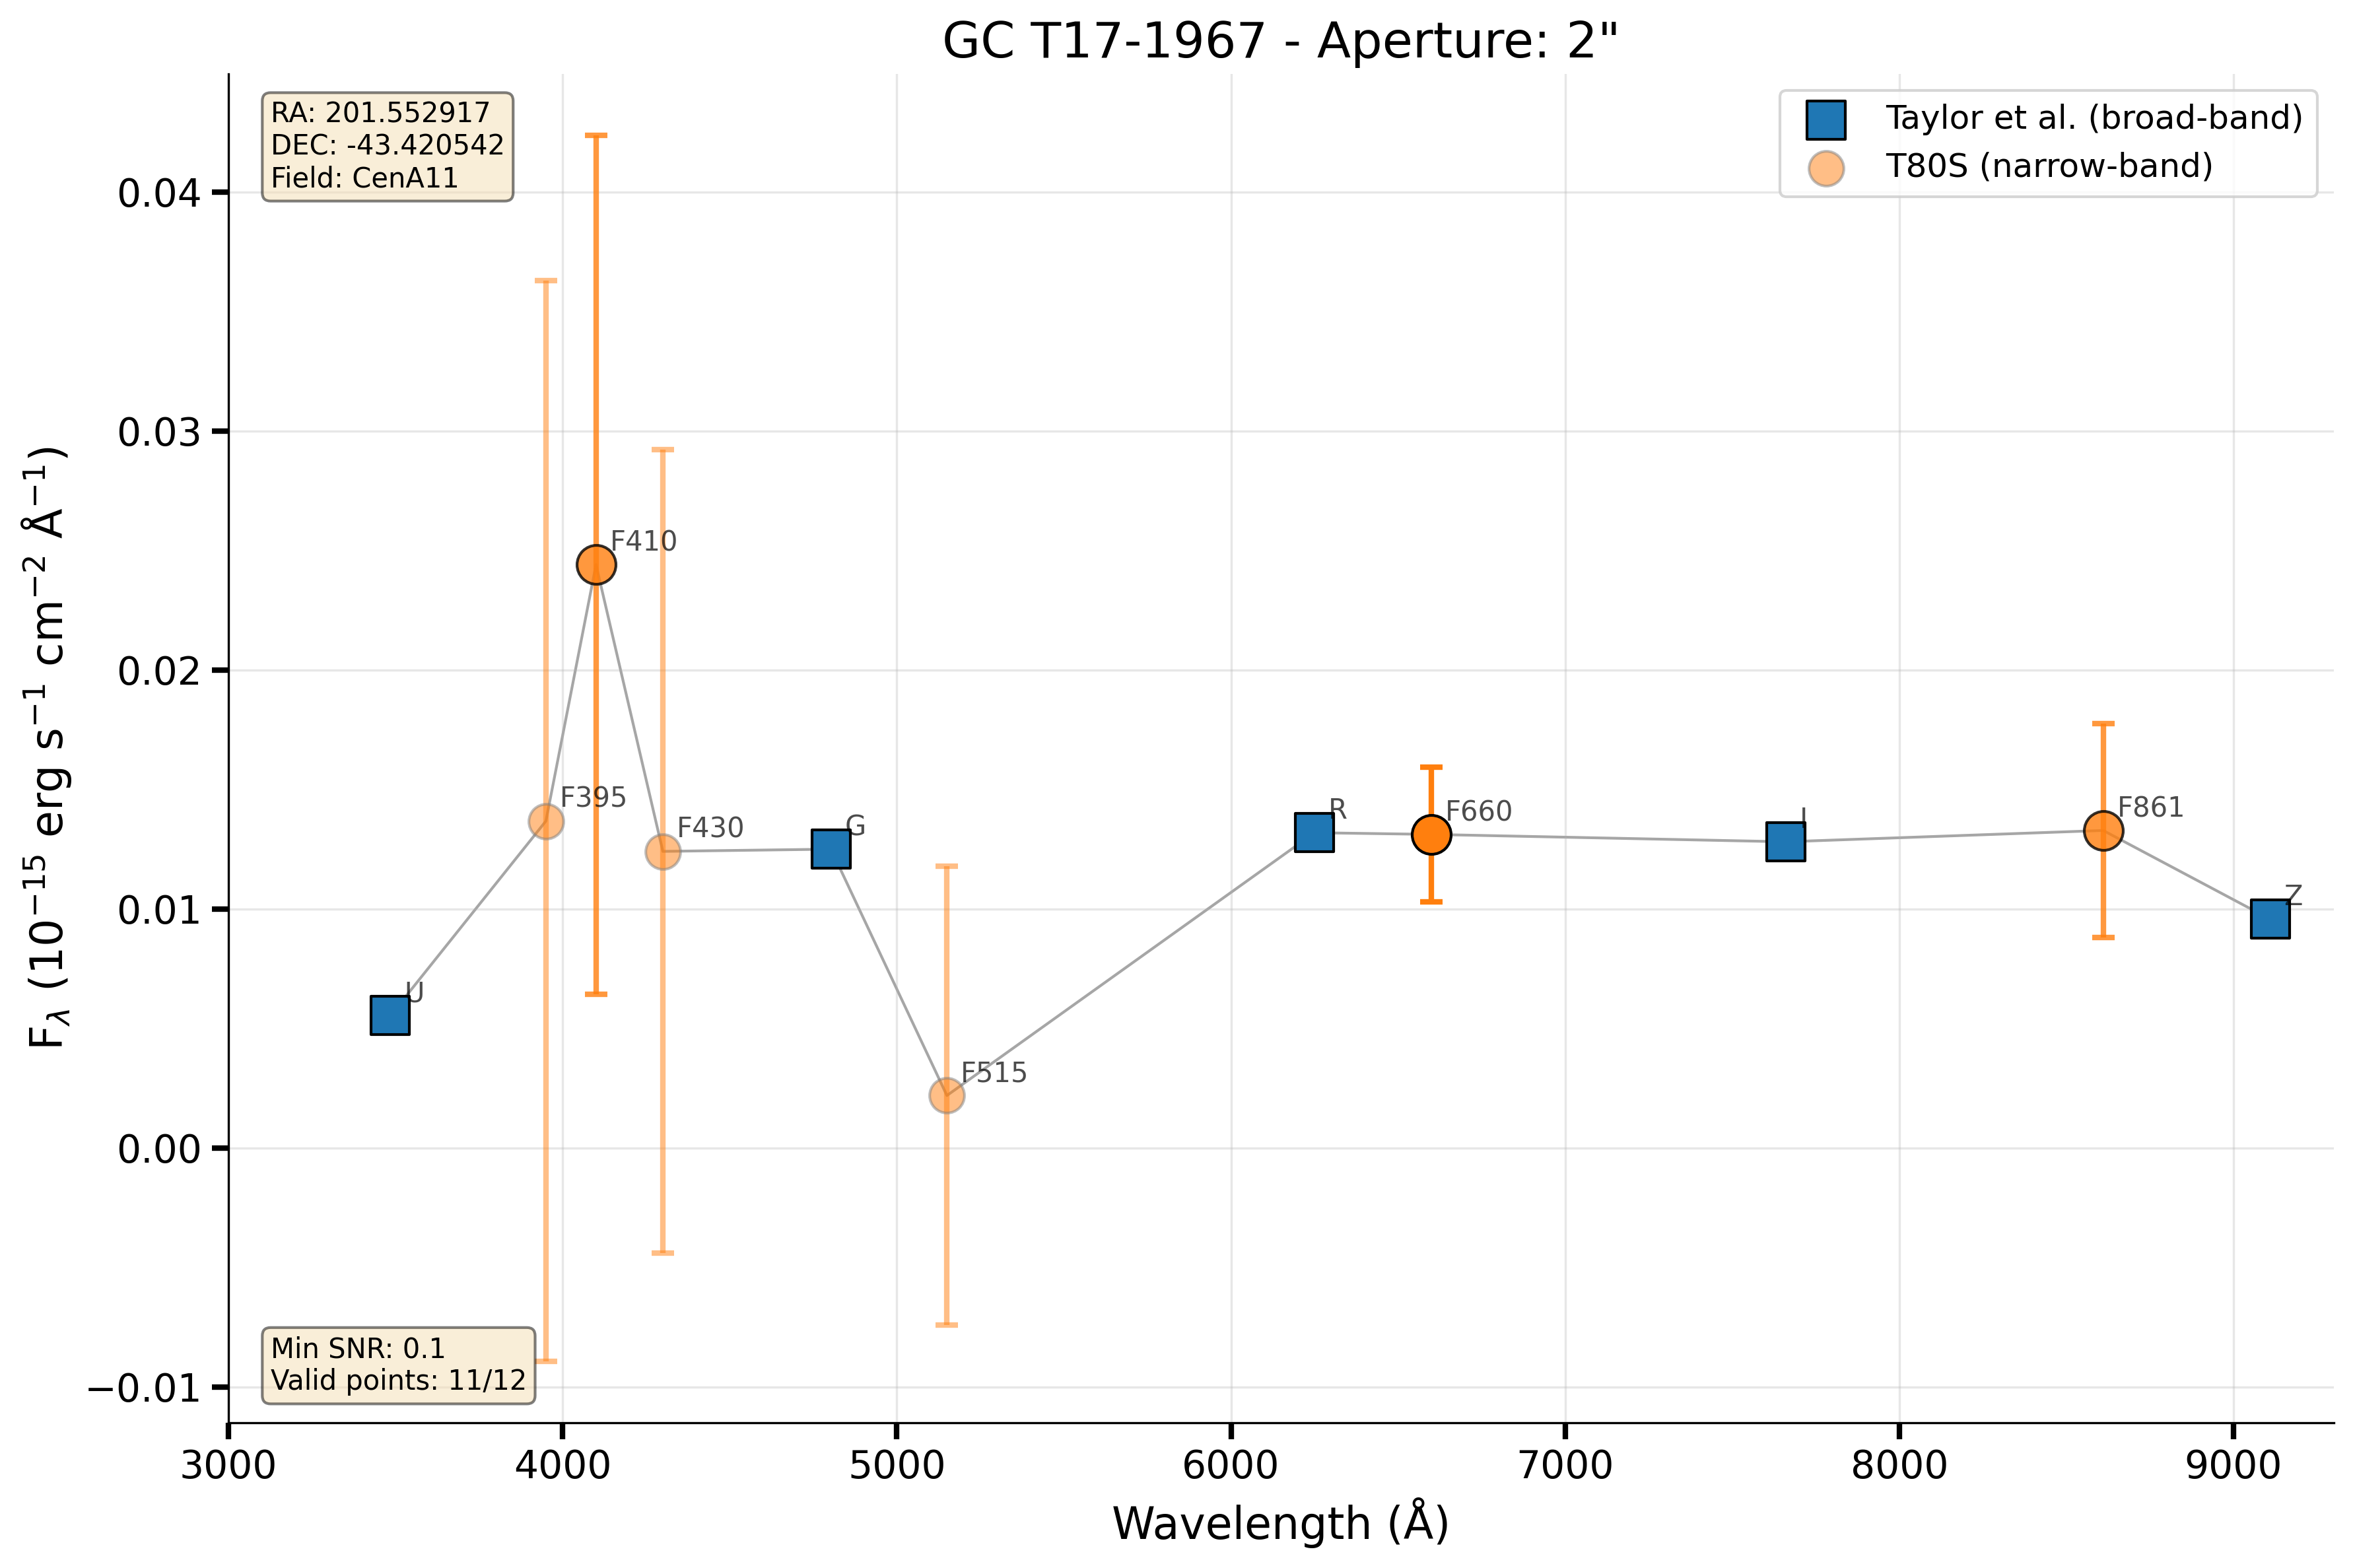 GC T17-1967 - Aperture: 2"
RA: 201.552917
DEC: -43.420542
Field: CenA11
Taylor et al. (broad-band)
T80S (narrow-band)
F$_{\lambda}$ (10$^{-15}$ erg s$^{-1}$ cm$^{-2}$ Å$^{-1}$)
0.04
0.03
0.02
0.01
0.00
−0.01
U
F395
F410
F430
G
F515
R
F660
I
F861
Z
Min SNR: 0.1
Valid points: 11/12
3000 4000 5000 6000 7000 8000 9000
Wavelength (Å)